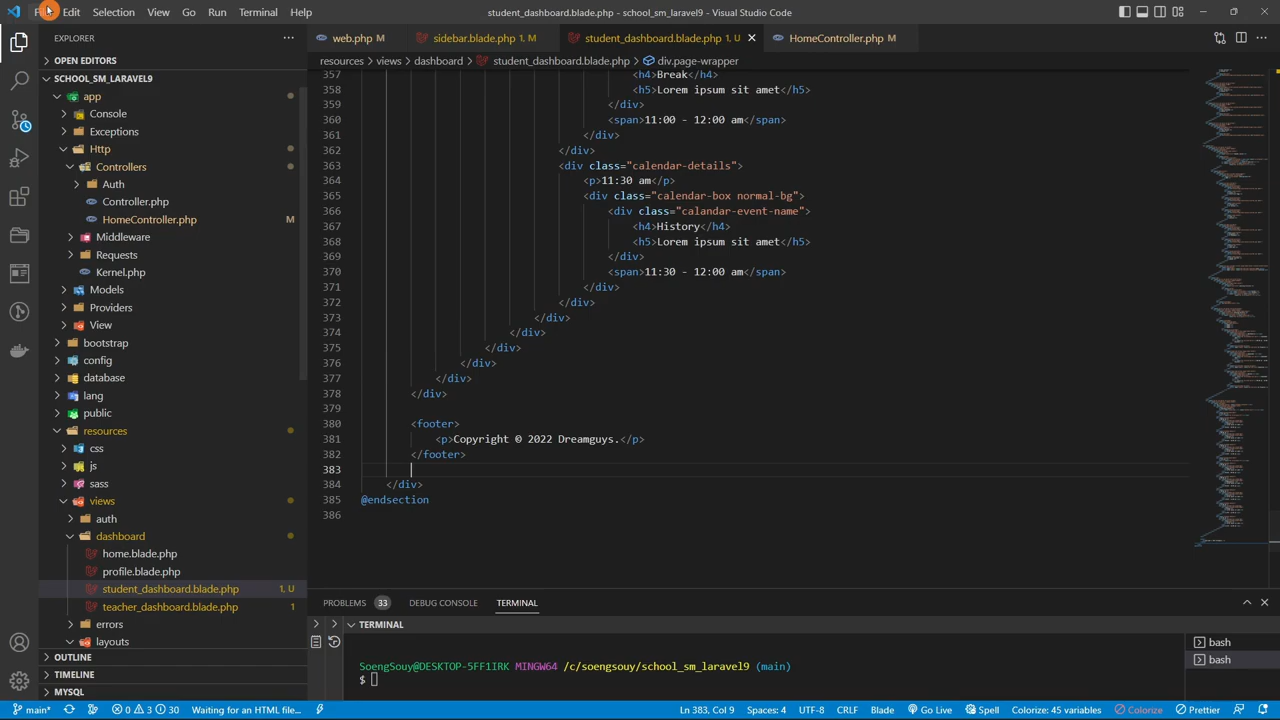 File Edit Selection View Go Run Terminal Help
student_dashboard.blade.php - school_sm_laravel9 - Visual Studio Code
EXPLORER
OPEN EDITORS
SCHOOL_SM_LARAVEL9
app
Console
Exceptions
Http
Controllers
Auth
Controller.php
HomeController.php M
Middleware
Requests
Kernel.php
Models
Providers
View
bootstrap
config
database
lang
public
resources
css
js
sass
views
auth
dashboard
home.blade.php
profile.blade.php
student_dashboard.blade.php 1, U
teacher_dashboard.blade.php 1
errors
layouts
OUTLINE
TIMELINE
MYSQL
web.php M
sidebar.blade.php 1, M
student_dashboard.blade.php 1, U
HomeController.php M
resources > views > dashboard > student_dashboard.blade.php > div.page-wrapper
357 <h4>Break</h4>
358 <h5>Lorem ipsum sit amet</h5>
359 </div>
360 <span>11:00 - 12:00 am</span>
361 </div>
362 </div>
363 <div class="calendar-details">
364 <p>11:30 am</p>
365 <div class="calendar-box normal-bg">
366 <div class="calandar-event-name">
367 <h4>History</h4>
368 <h5>Lorem ipsum sit amet</h5>
369 </div>
370 <span>11:30 - 12:00 am</span>
371 </div>
372 </div>
373 </div>
374 </div>
375 </div>
376 </div>
377 </div>
378 </div>
379
380 <footer>
381 <p>Copyright © 22 Dreamguys.</p>
382 </footer>
383
384 </div>
385 @endsection
386
PROBLEMS 33 DEBUG CONSOLE TERMINAL
TERMINAL
SoengSouy@DESKTOP-5FF1IRK MINGW64 /c/soengsouy/school_sm_laravel9 (main)
$
bash
bash
main* 0 3 30 Waiting for an HTML file... Ln 383, Col 9 Spaces: 4 UTF-8 CRLF Blade Go Live Spell Colorize: 45 variables Colorize Prettier